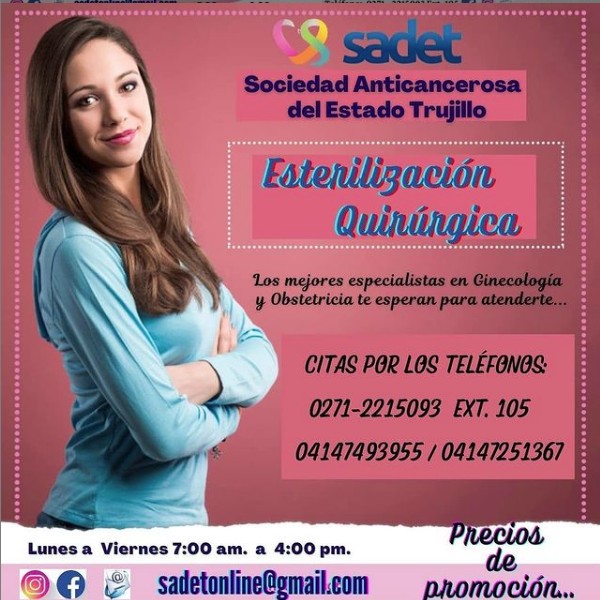 sadet
Sociedad Anticancerosa
del Estado Trujillo
Esterilización
Quirúrgica
Los mejores especialistas en Ginecología
y Obstetricia te esperan para atenderte...
CITAS POR LOS TELÉFONOS:
0271-2215093 EXT. 105
04147493955 / 04147251367
Lunes a Viernes 7:00 am. a 4:00 pm.
Precios
de
promoción...
sadetonline@gmail.com